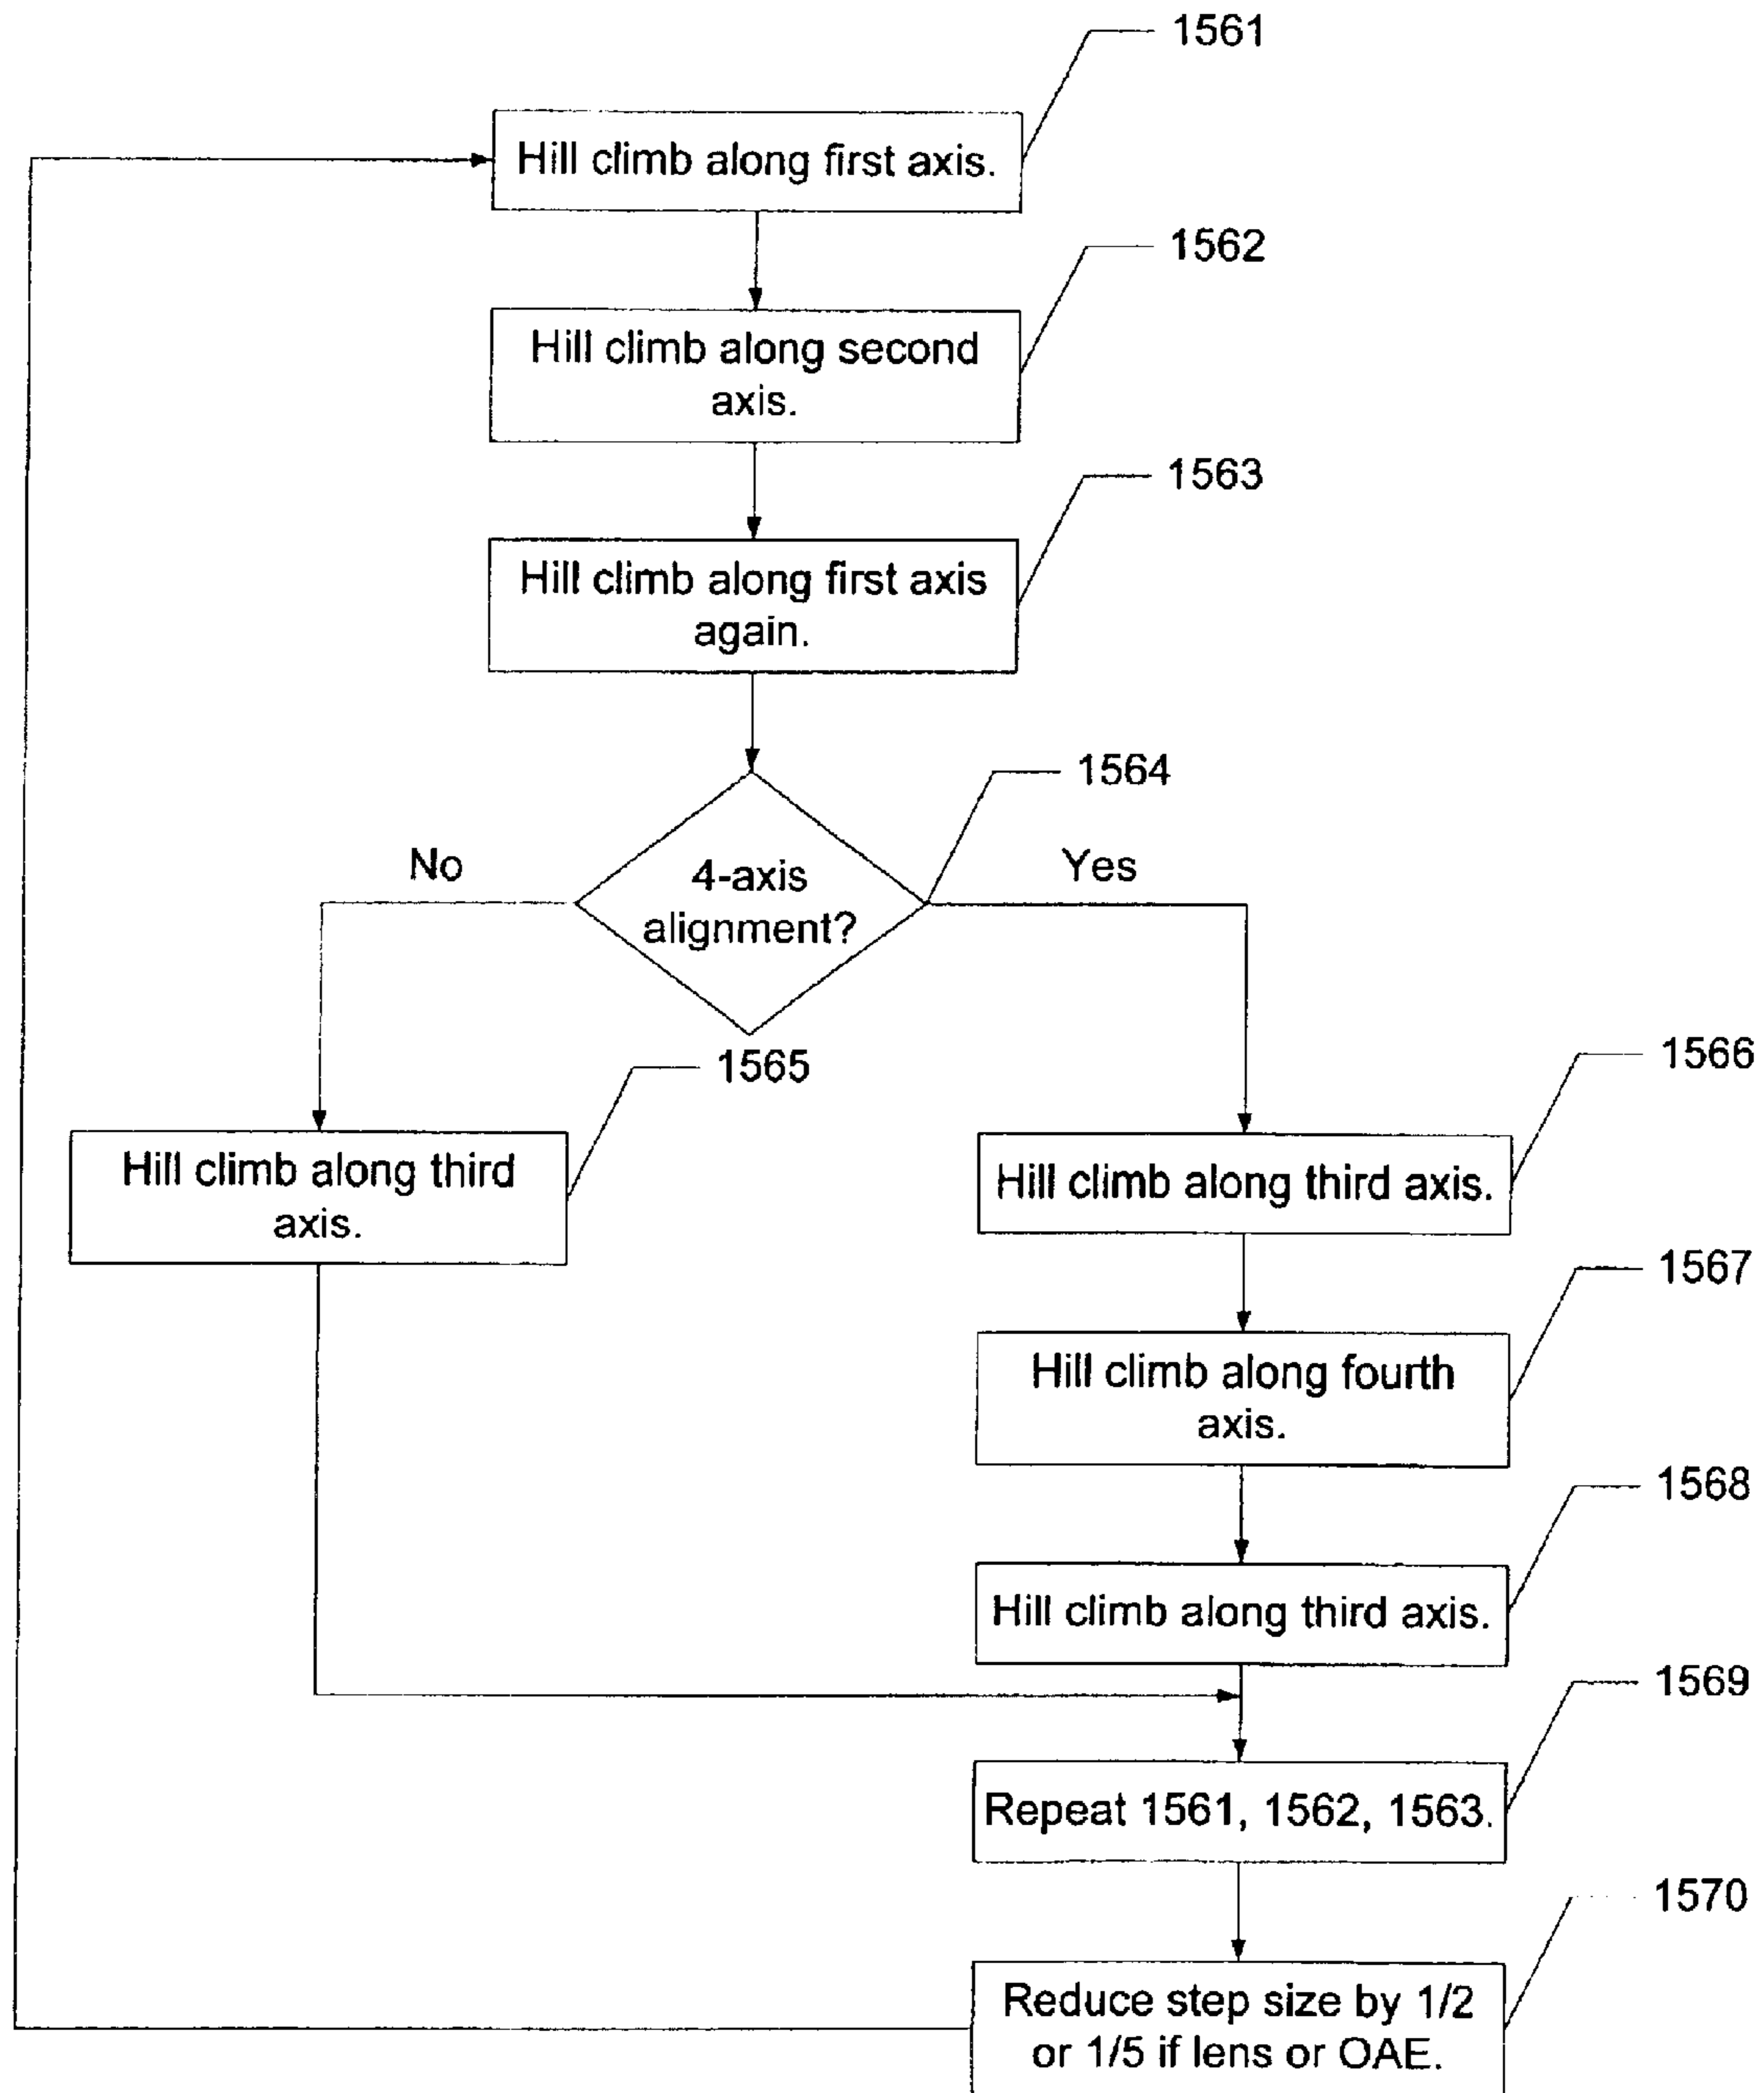 1561
Hill climb along first axis.
1562
Hill climb along second
axis.
1563
Hill climb along first axis
again.
1564
No
4-axis
alignment?
Yes
1565
1566
Hill climb along third
axis.
Hill climb along third axis.
1567
Hill climb along fourth
axis.
1568
Hill climb along third axis.
1569
Repeat 1561, 1562, 1563.
1570
Reduce step size by 1/2
or 1/5 if lens or OAE.